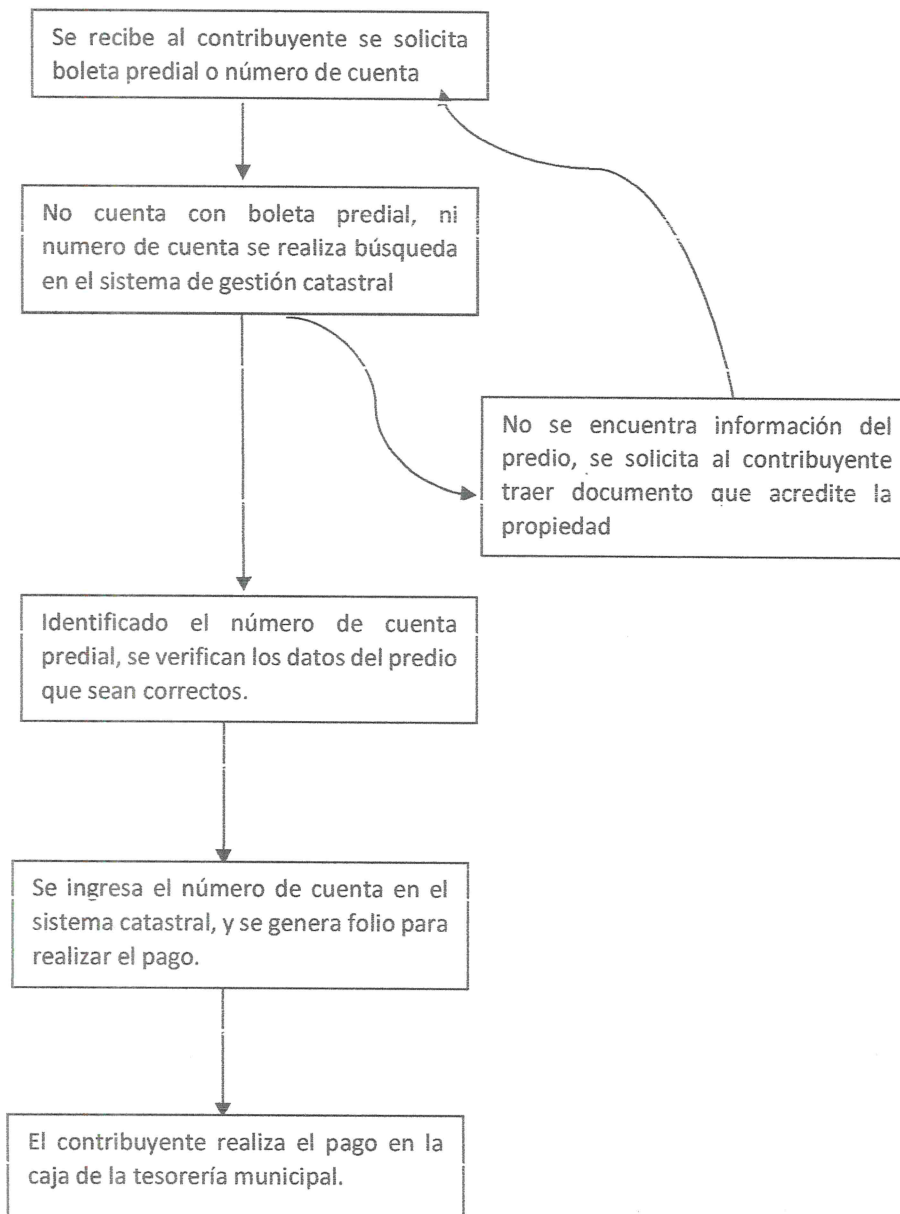 Se recibe al contribuyente se solicita
boleta predial o número de cuenta
No cuenta con boleta predial, ni
numero de cuenta se realiza búsqueda
en el sistema de gestión catastral
No se encuentra información del
predio, se solicita al contribuyente
traer documento que acredite la
propiedad
Identificado el número de cuenta
predial, se verifican los datos del predio
que sean correctos.
Se ingresa el número de cuenta en el
sistema catastral, y se genera folio para
realizar el pago.
El contribuyente realiza el pago en la
caja de la tesorería municipal.